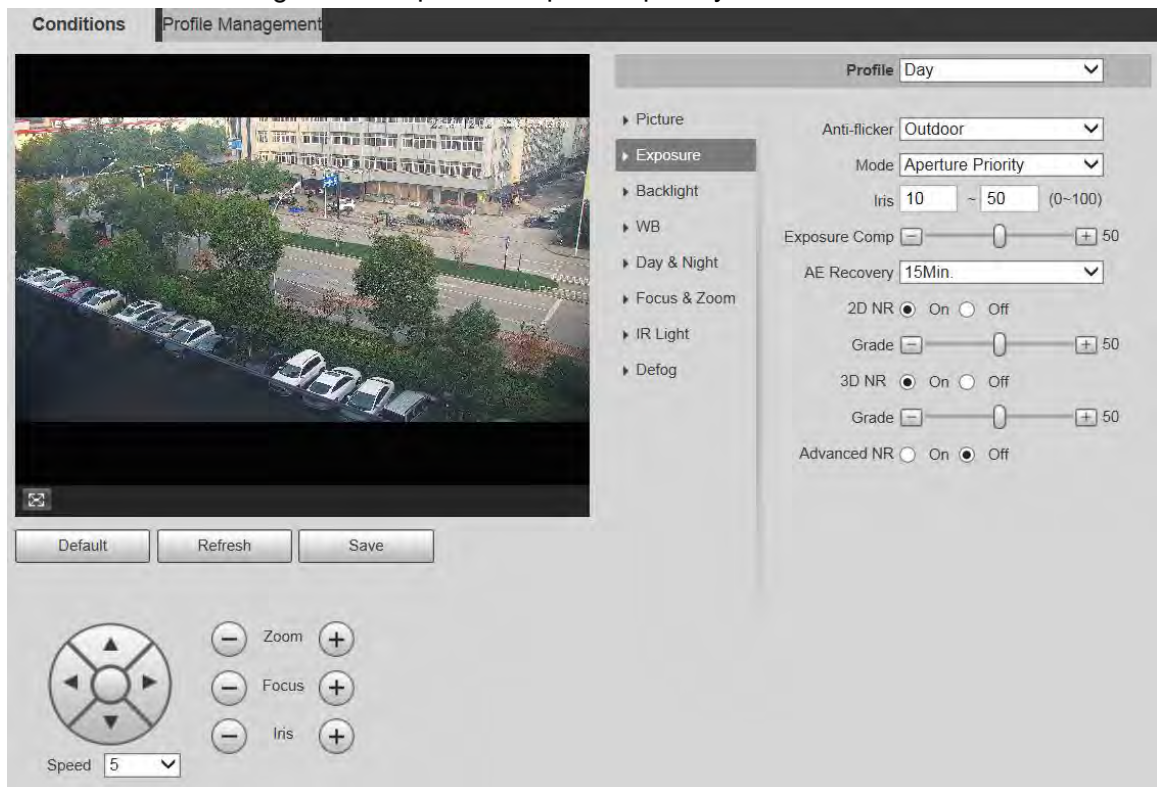 Conditions Profile Management
Profile Day
Picture
Exposure
Backlight
WB
Day & Night
Focus & Zoom
IR Light
Defog
Anti-flicker Outdoor
Mode Aperture Priority
Iris 10 ~ 50 (0~100)
Exposure Comp 50
AE Recovery 15Min.
2D NR On Off
Grade 50
3D NR On Off
Grade 50
Advanced NR On Off
Default Refresh Save
Zoom
Focus
Iris
Speed 5